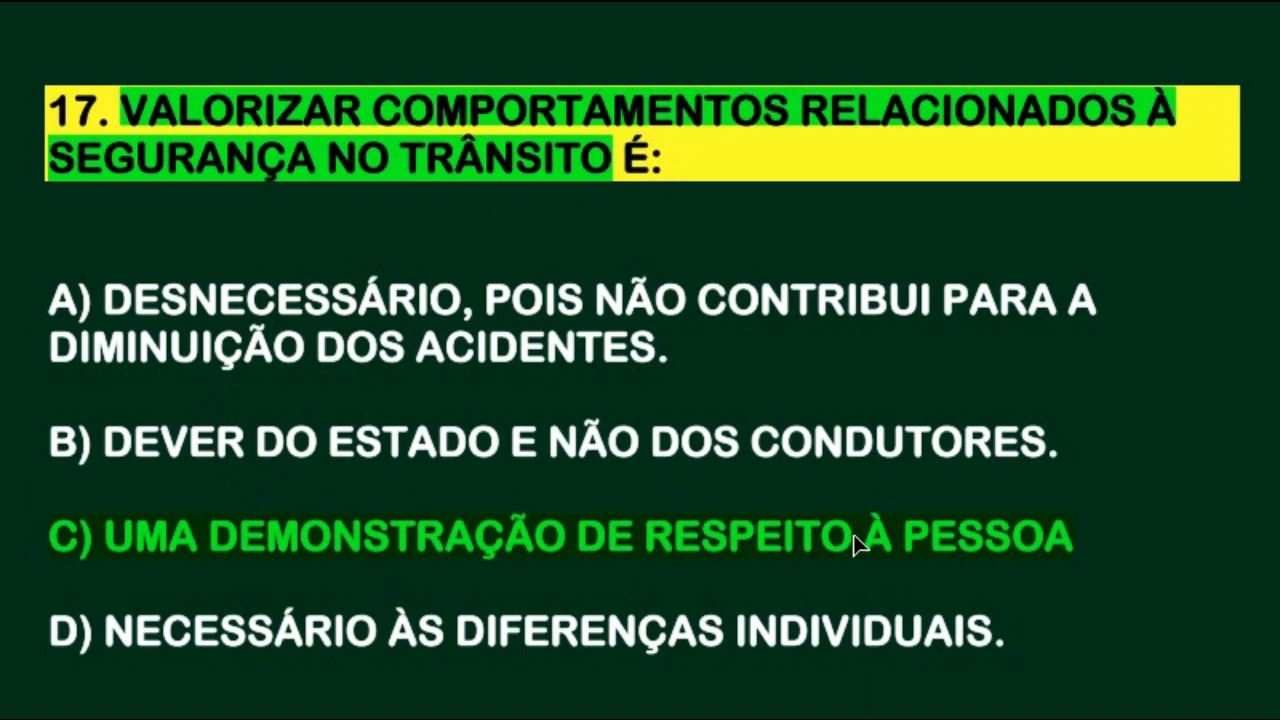 17. VALORIZAR COMPORTAMENTOS RELACIONADOS À
SEGURANÇA NO TRÂNSITO É:
A) DESNECESSÁRIO, POIS NÃO CONTRIBUI PARA A
DIMINUIÇÃO DOS ACIDENTES.
B) DEVER DO ESTADO E NÃO DOS CONDUTORES.
C) UMA DEMONSTRAÇÃO DE RESPEITO À PESSOA
D) NECESSÁRIO ÀS DIFERENÇAS INDIVIDUAIS.